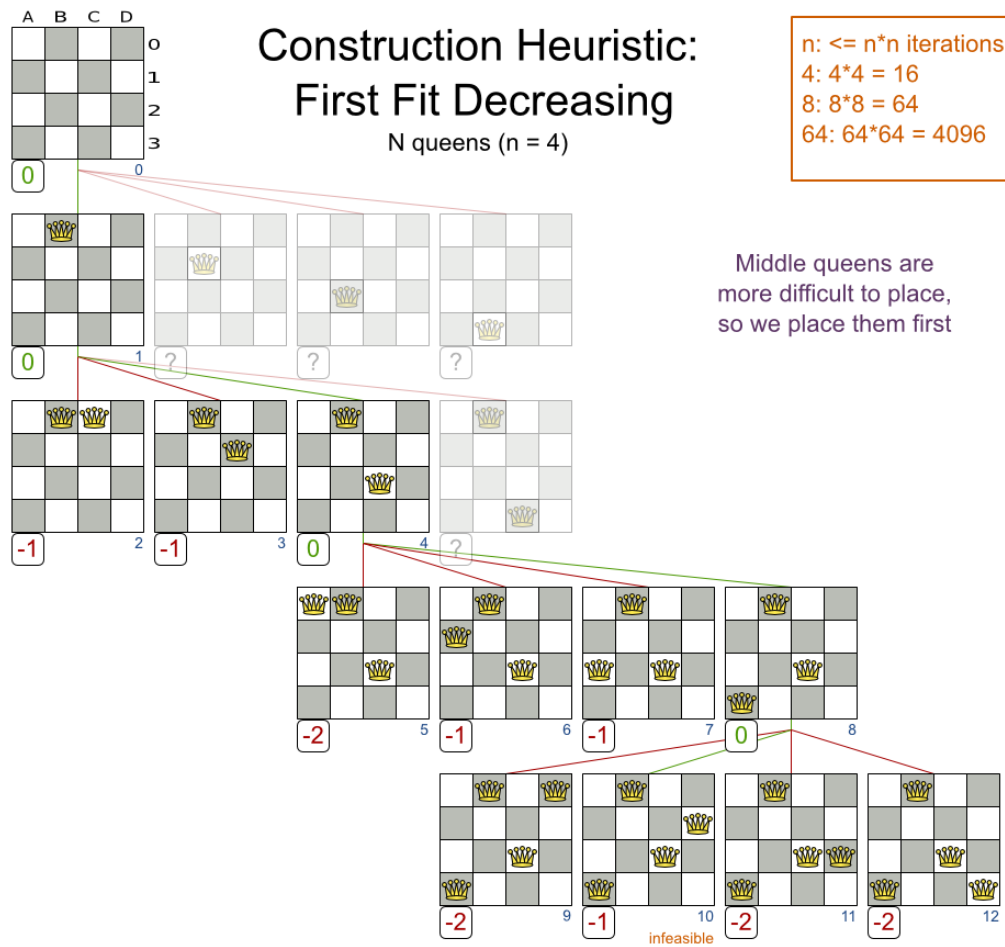 A B C D
Construction Heuristic:
First Fit Decreasing
N queens (n = 4)
n: <= n*n iterations
4: 4*4 = 16
8: 8*8 = 64
64: 64*64 = 4096
0
1
2
3
0
0
Middle queens are
more difficult to place,
so we place them first
0
1
?
?
?
-1
2
-1
3
0
4
?
-2
5
-1
6
-1
7
0
8
-2
9
-1
10
infeasible
-2
11
-2
12